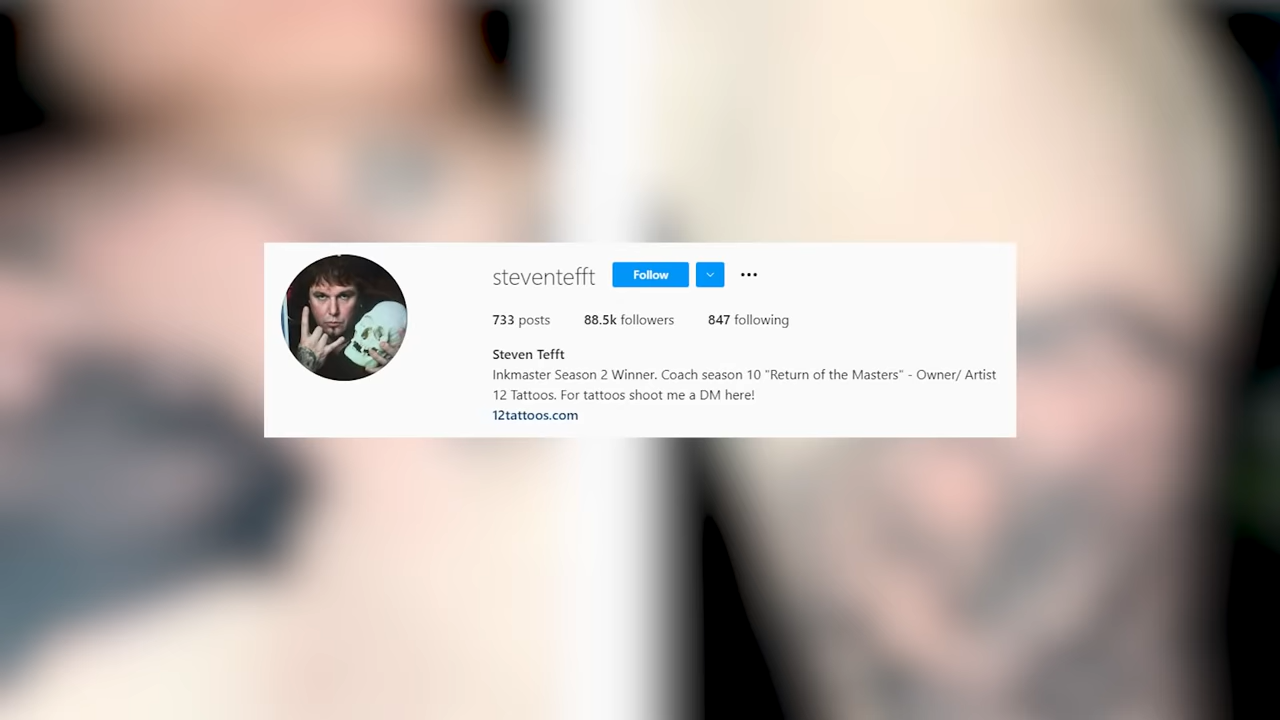 steventefft Follow
733 posts 88.5k followers 847 following
Steven Tefft
Inkmaster Season 2 Winner. Coach season 10 "Return of the Masters" - Owner/ Artist
12 Tattoos. For tattoos shoot me a DM here!
12tattoos.com